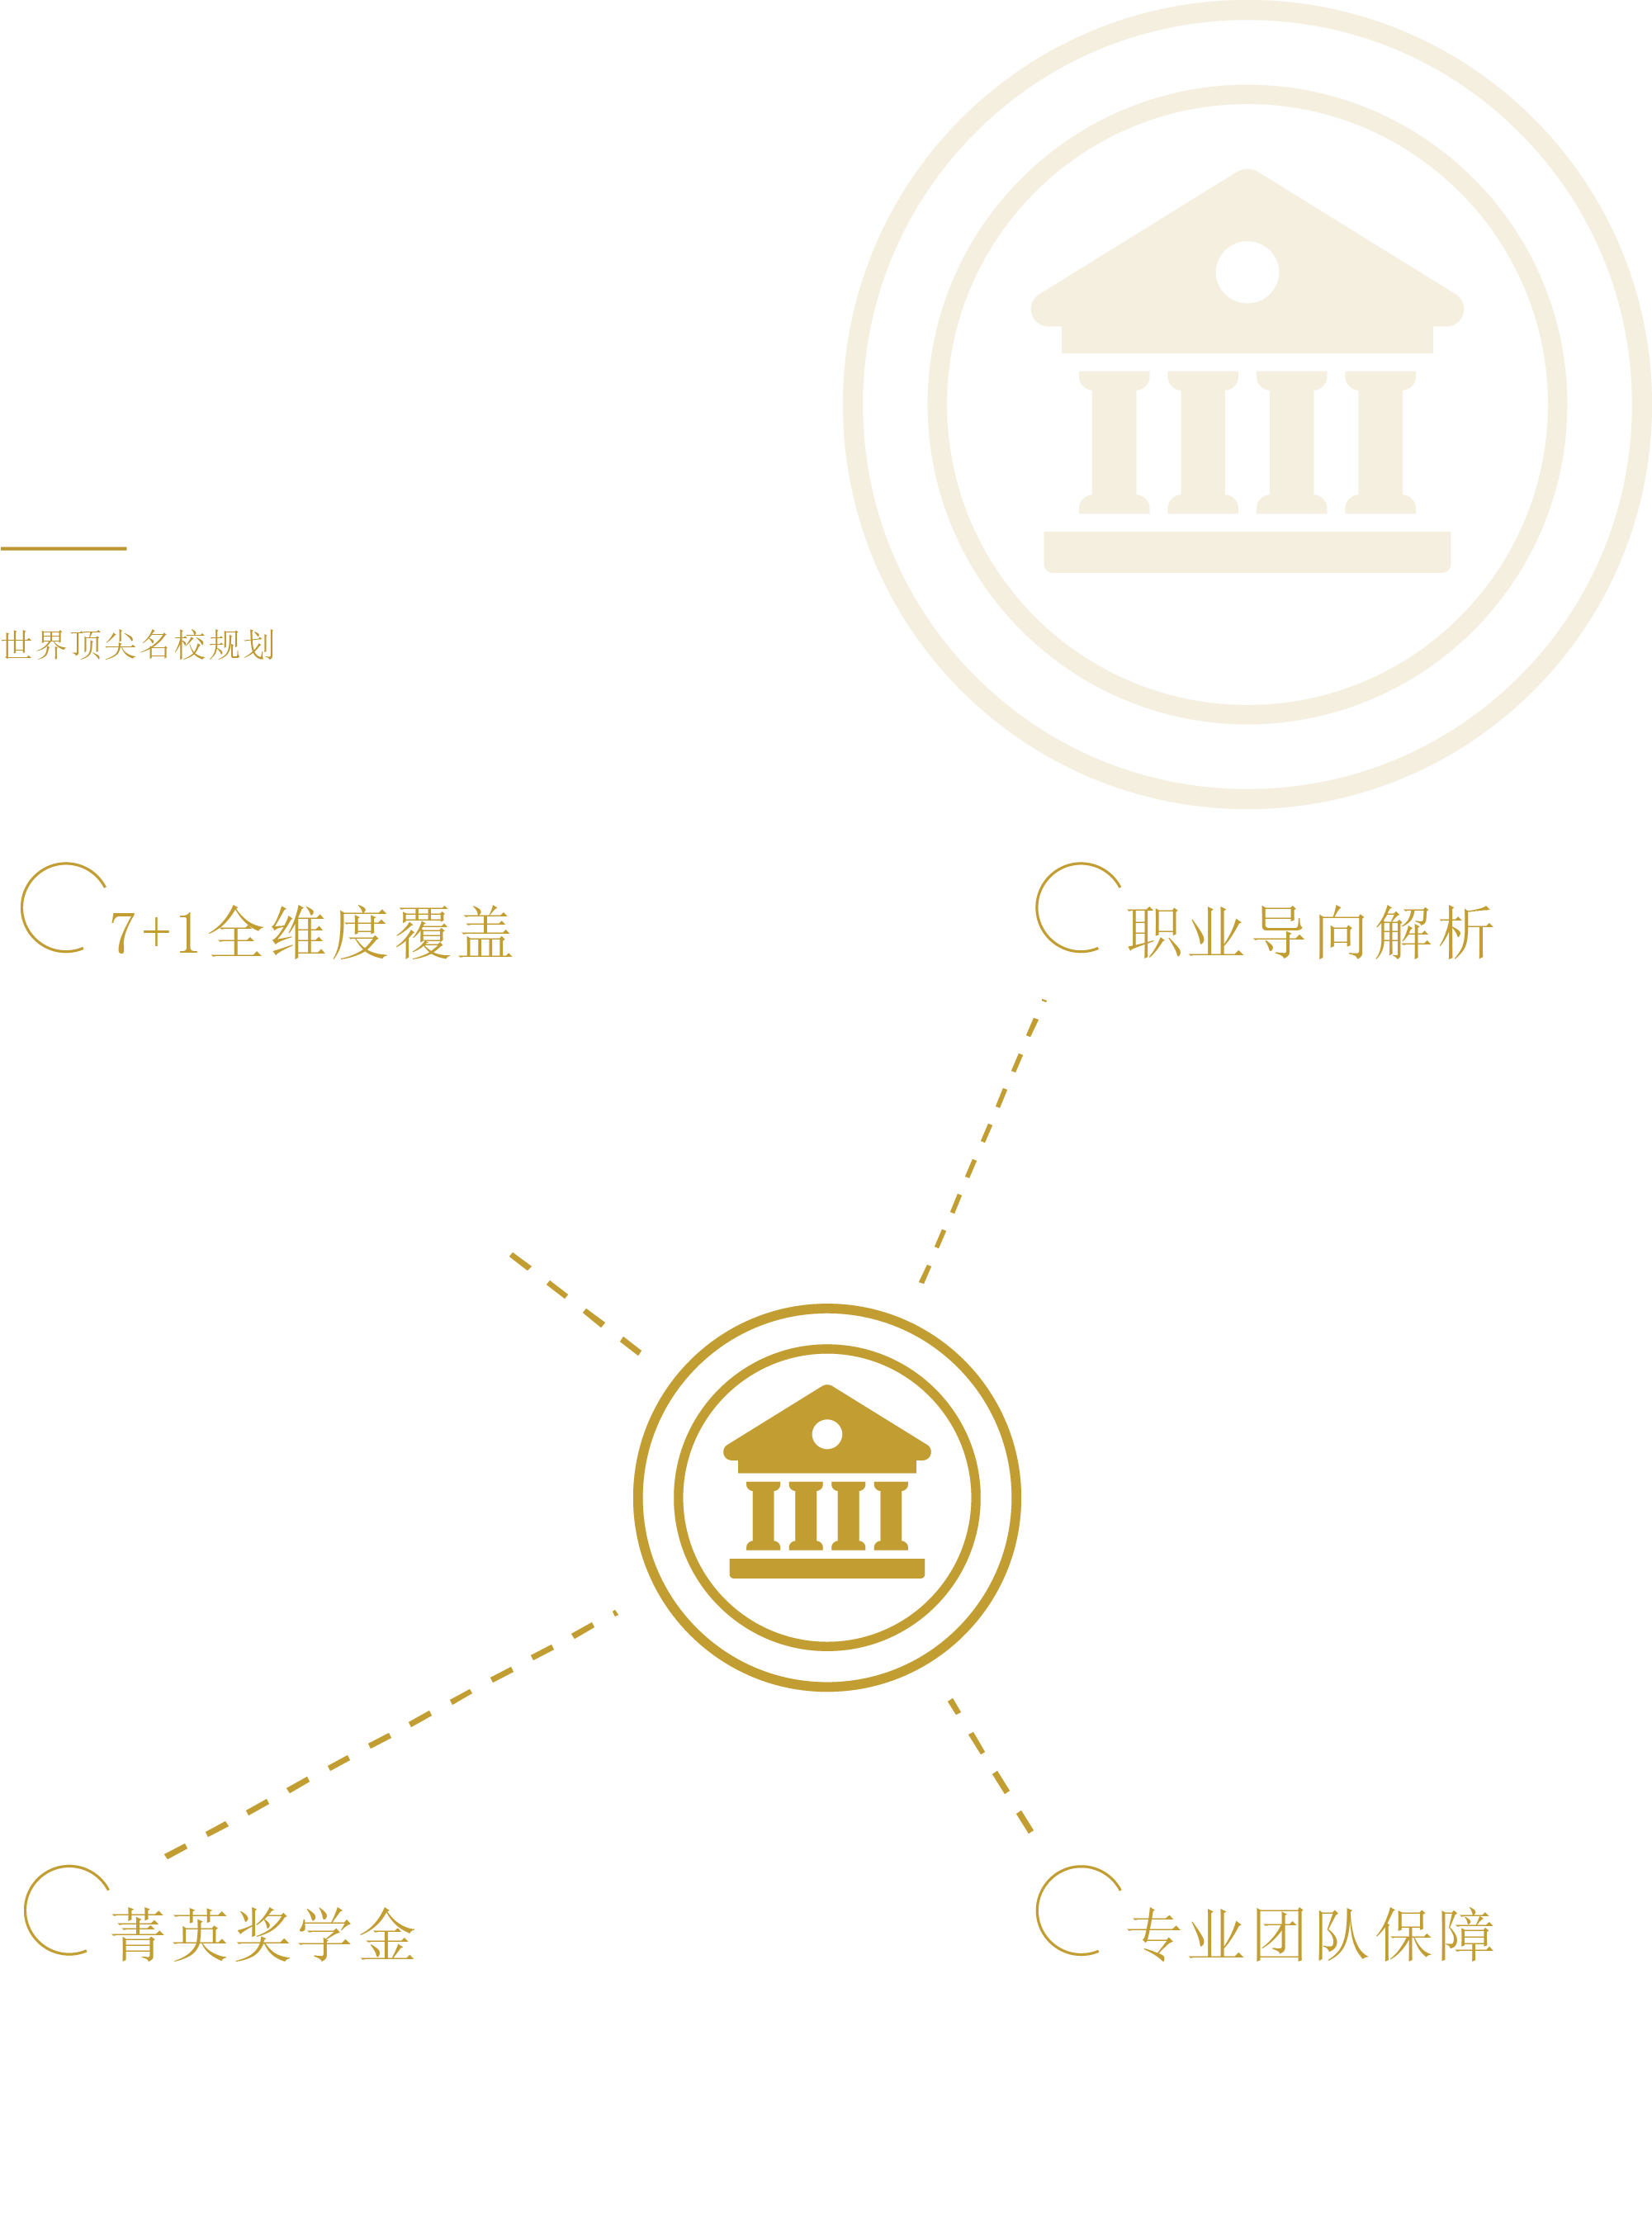 世界顶尖名校规划
7+1全维度覆盖
职业导向解析
菁英奖学金
专业团队保障